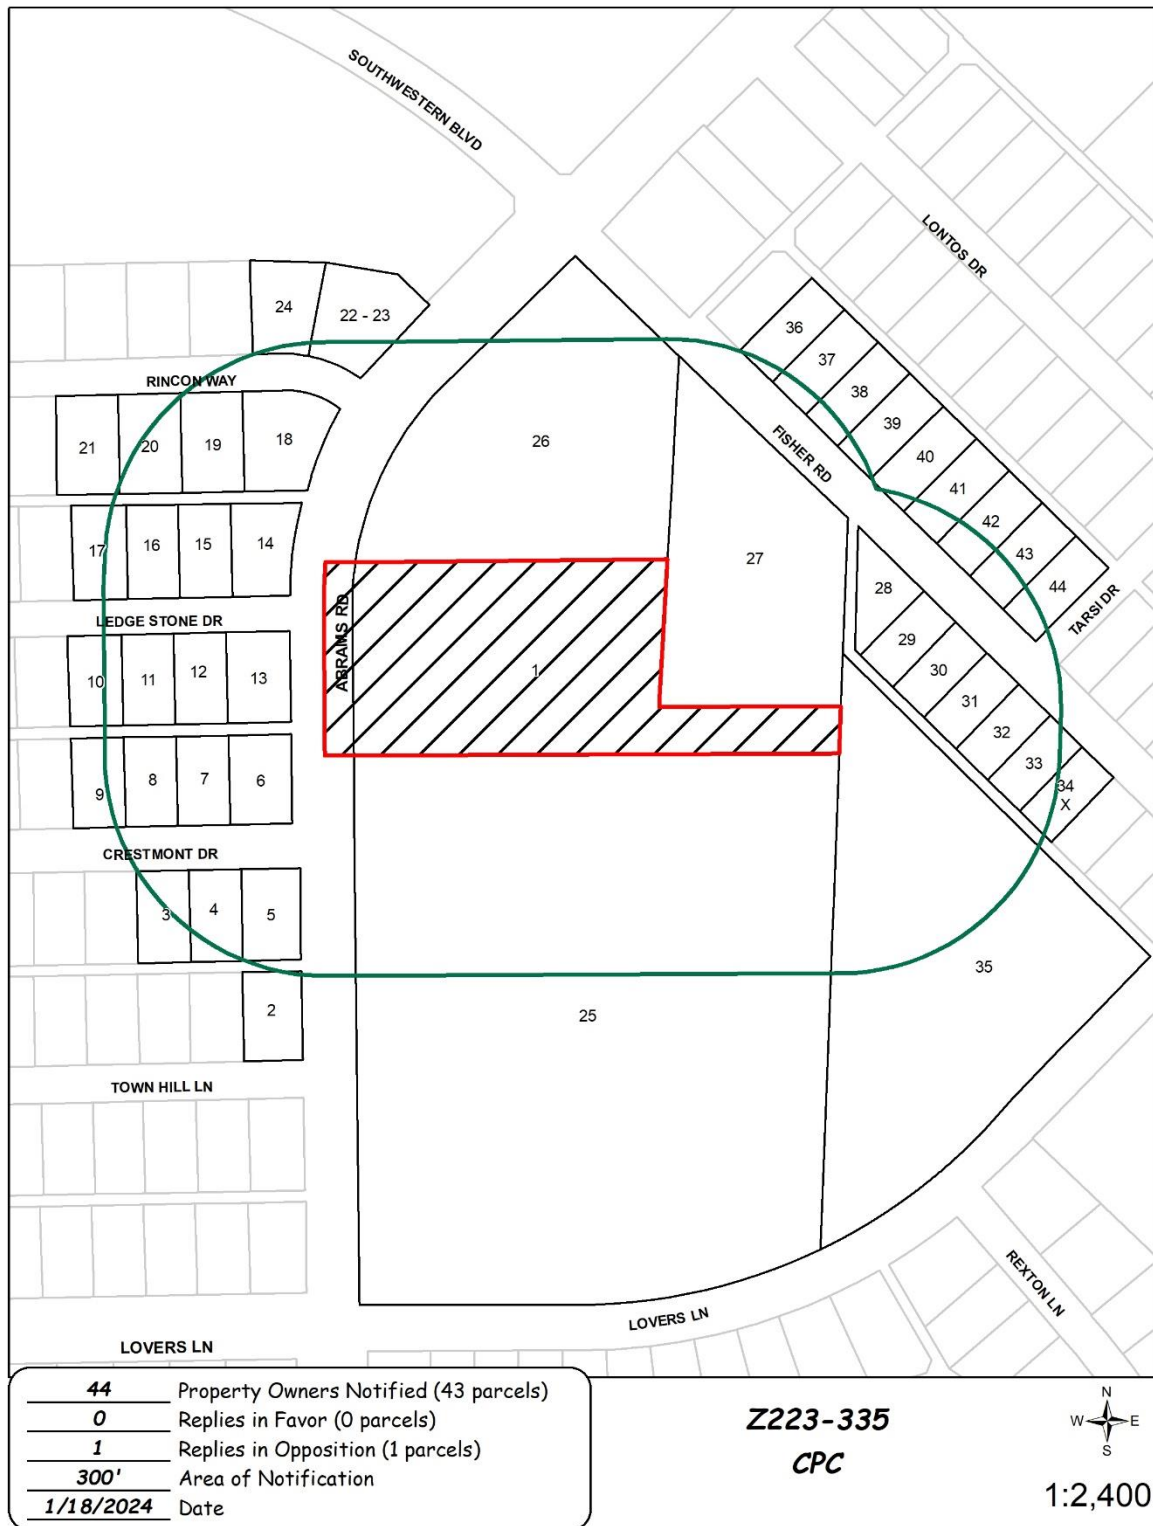 SOUTHWESTERN BLVD
LONTOS DR
24
22 - 23
36
37
RINCON WAY
38
39
21
20
19
18
26
FISHER RD
40
41
42
17
16
15
14
27
43
44
28
TARSI DR
LEDGE STONE DR
ABRAMS RD
29
30
10
11
12
13
1
31
32
33
9
8
7
6
34
X
CRESTMONT DR
3
4
5
35
2
25
TOWN HILL LN
REXTON LN
LOVERS LN
LOVERS LN
44 Property Owners Notified (43 parcels)
0 Replies in Favor (0 parcels)
1 Replies in Opposition (1 parcels)
300' Area of Notification
1/18/2024 Date
Z223-335
CPC
N
W E
S
1:2,400